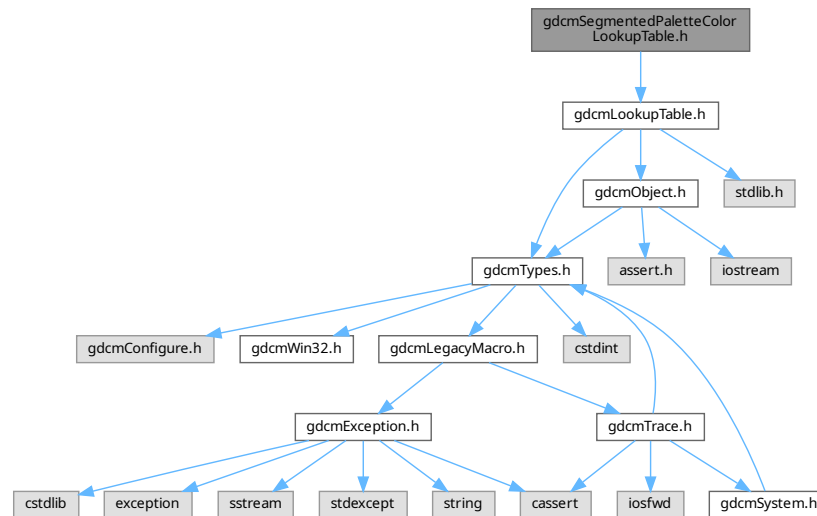 gdcmSegmentedPaletteColor
LookupTable.h
gdcmLookupTable.h
gdcmObject.h
stdlib.h
gdcmTypes.h
assert.h
iostream
gdcmConfigure.h
gdcmWin32.h
gdcmLegacyMacro.h
cstdint
gdcmException.h
gdcmTrace.h
cstdlib
exception
sstream
stdexcept
string
cassert
iosfwd
gdcmSystem.h